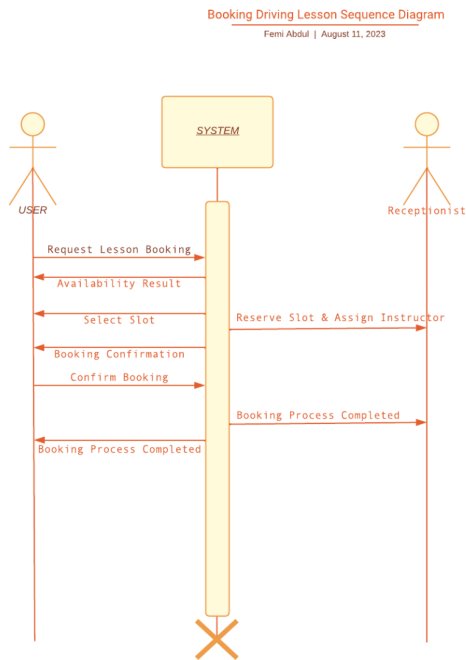 Booking Driving Lesson Sequence Diagram
Femi Abdul | August 11, 2023
SYSTEM
USER
Receptionist
Request Lesson Booking
Availability Result
Select Slot
Reserve Slot & Assign Instructor
Booking Confirmation
Confirm Booking
Booking Process Completed
Booking Process Completed